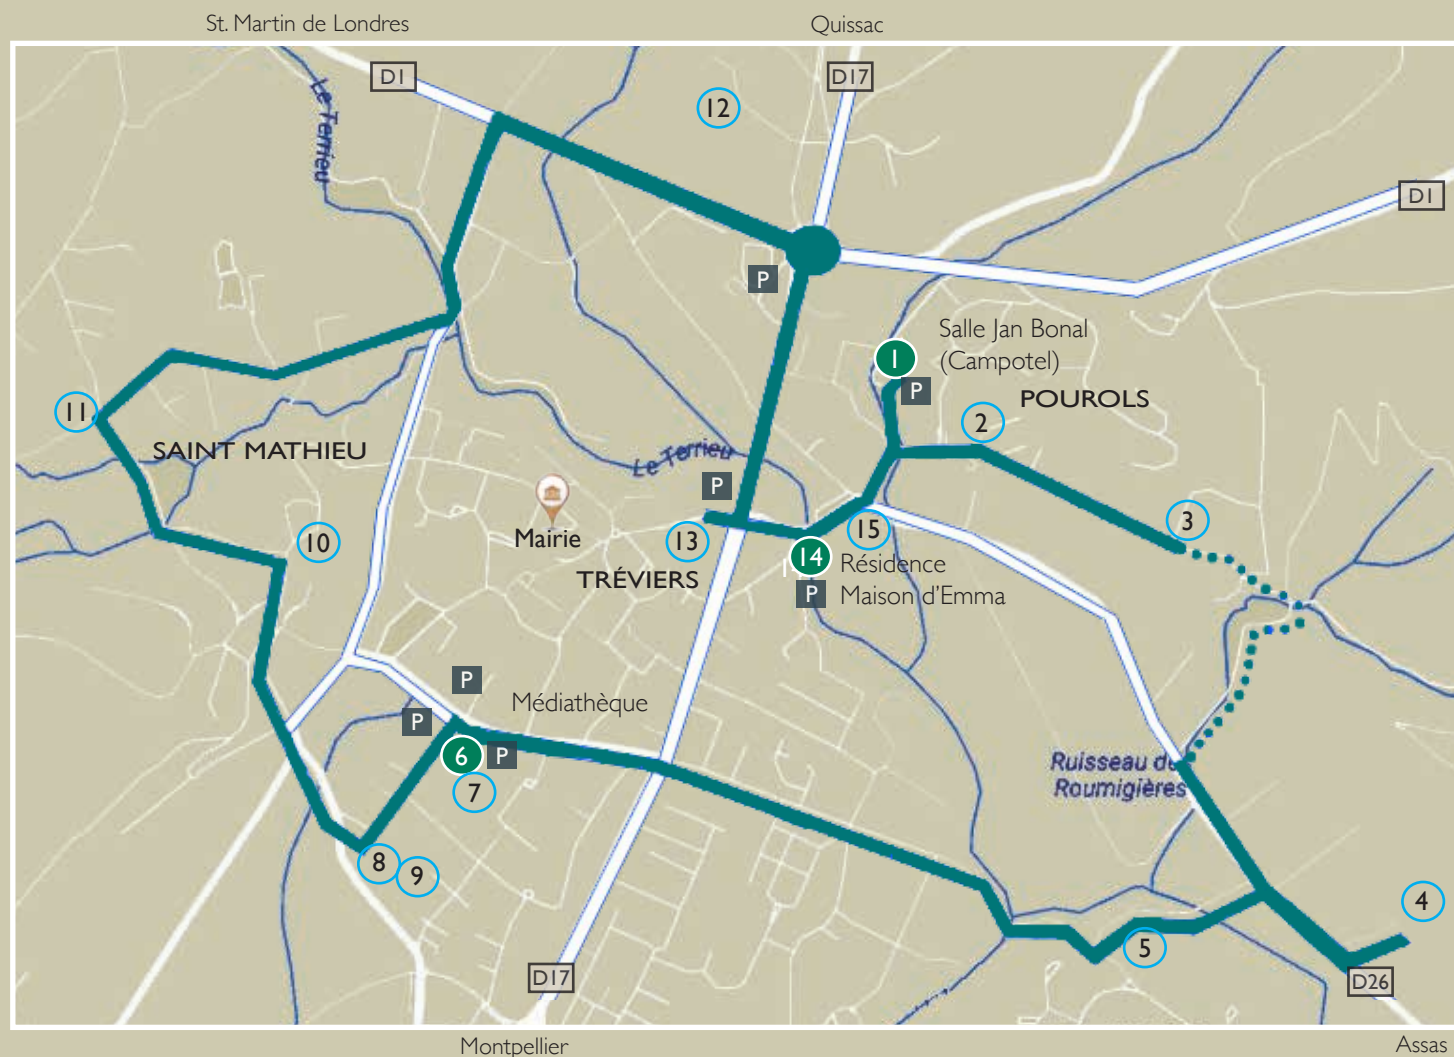 St. Martin de Londres
Quissac
D1
D17
12
Le Terrieu
D1
P
Salle Jan Bonal
(Campotel)
1
P
POUROLS
11
2
SAINT MATHIEU
Le Terrieu
P
Mairie
10
13
15
3
TRÉVIERS
14
Résidence
Maison d'Emma
P
P
Médiathèque
P
6
P
7
Ruisseau de
Roumigières
8
9
4
5
D17
D26
Montpellier
Assas